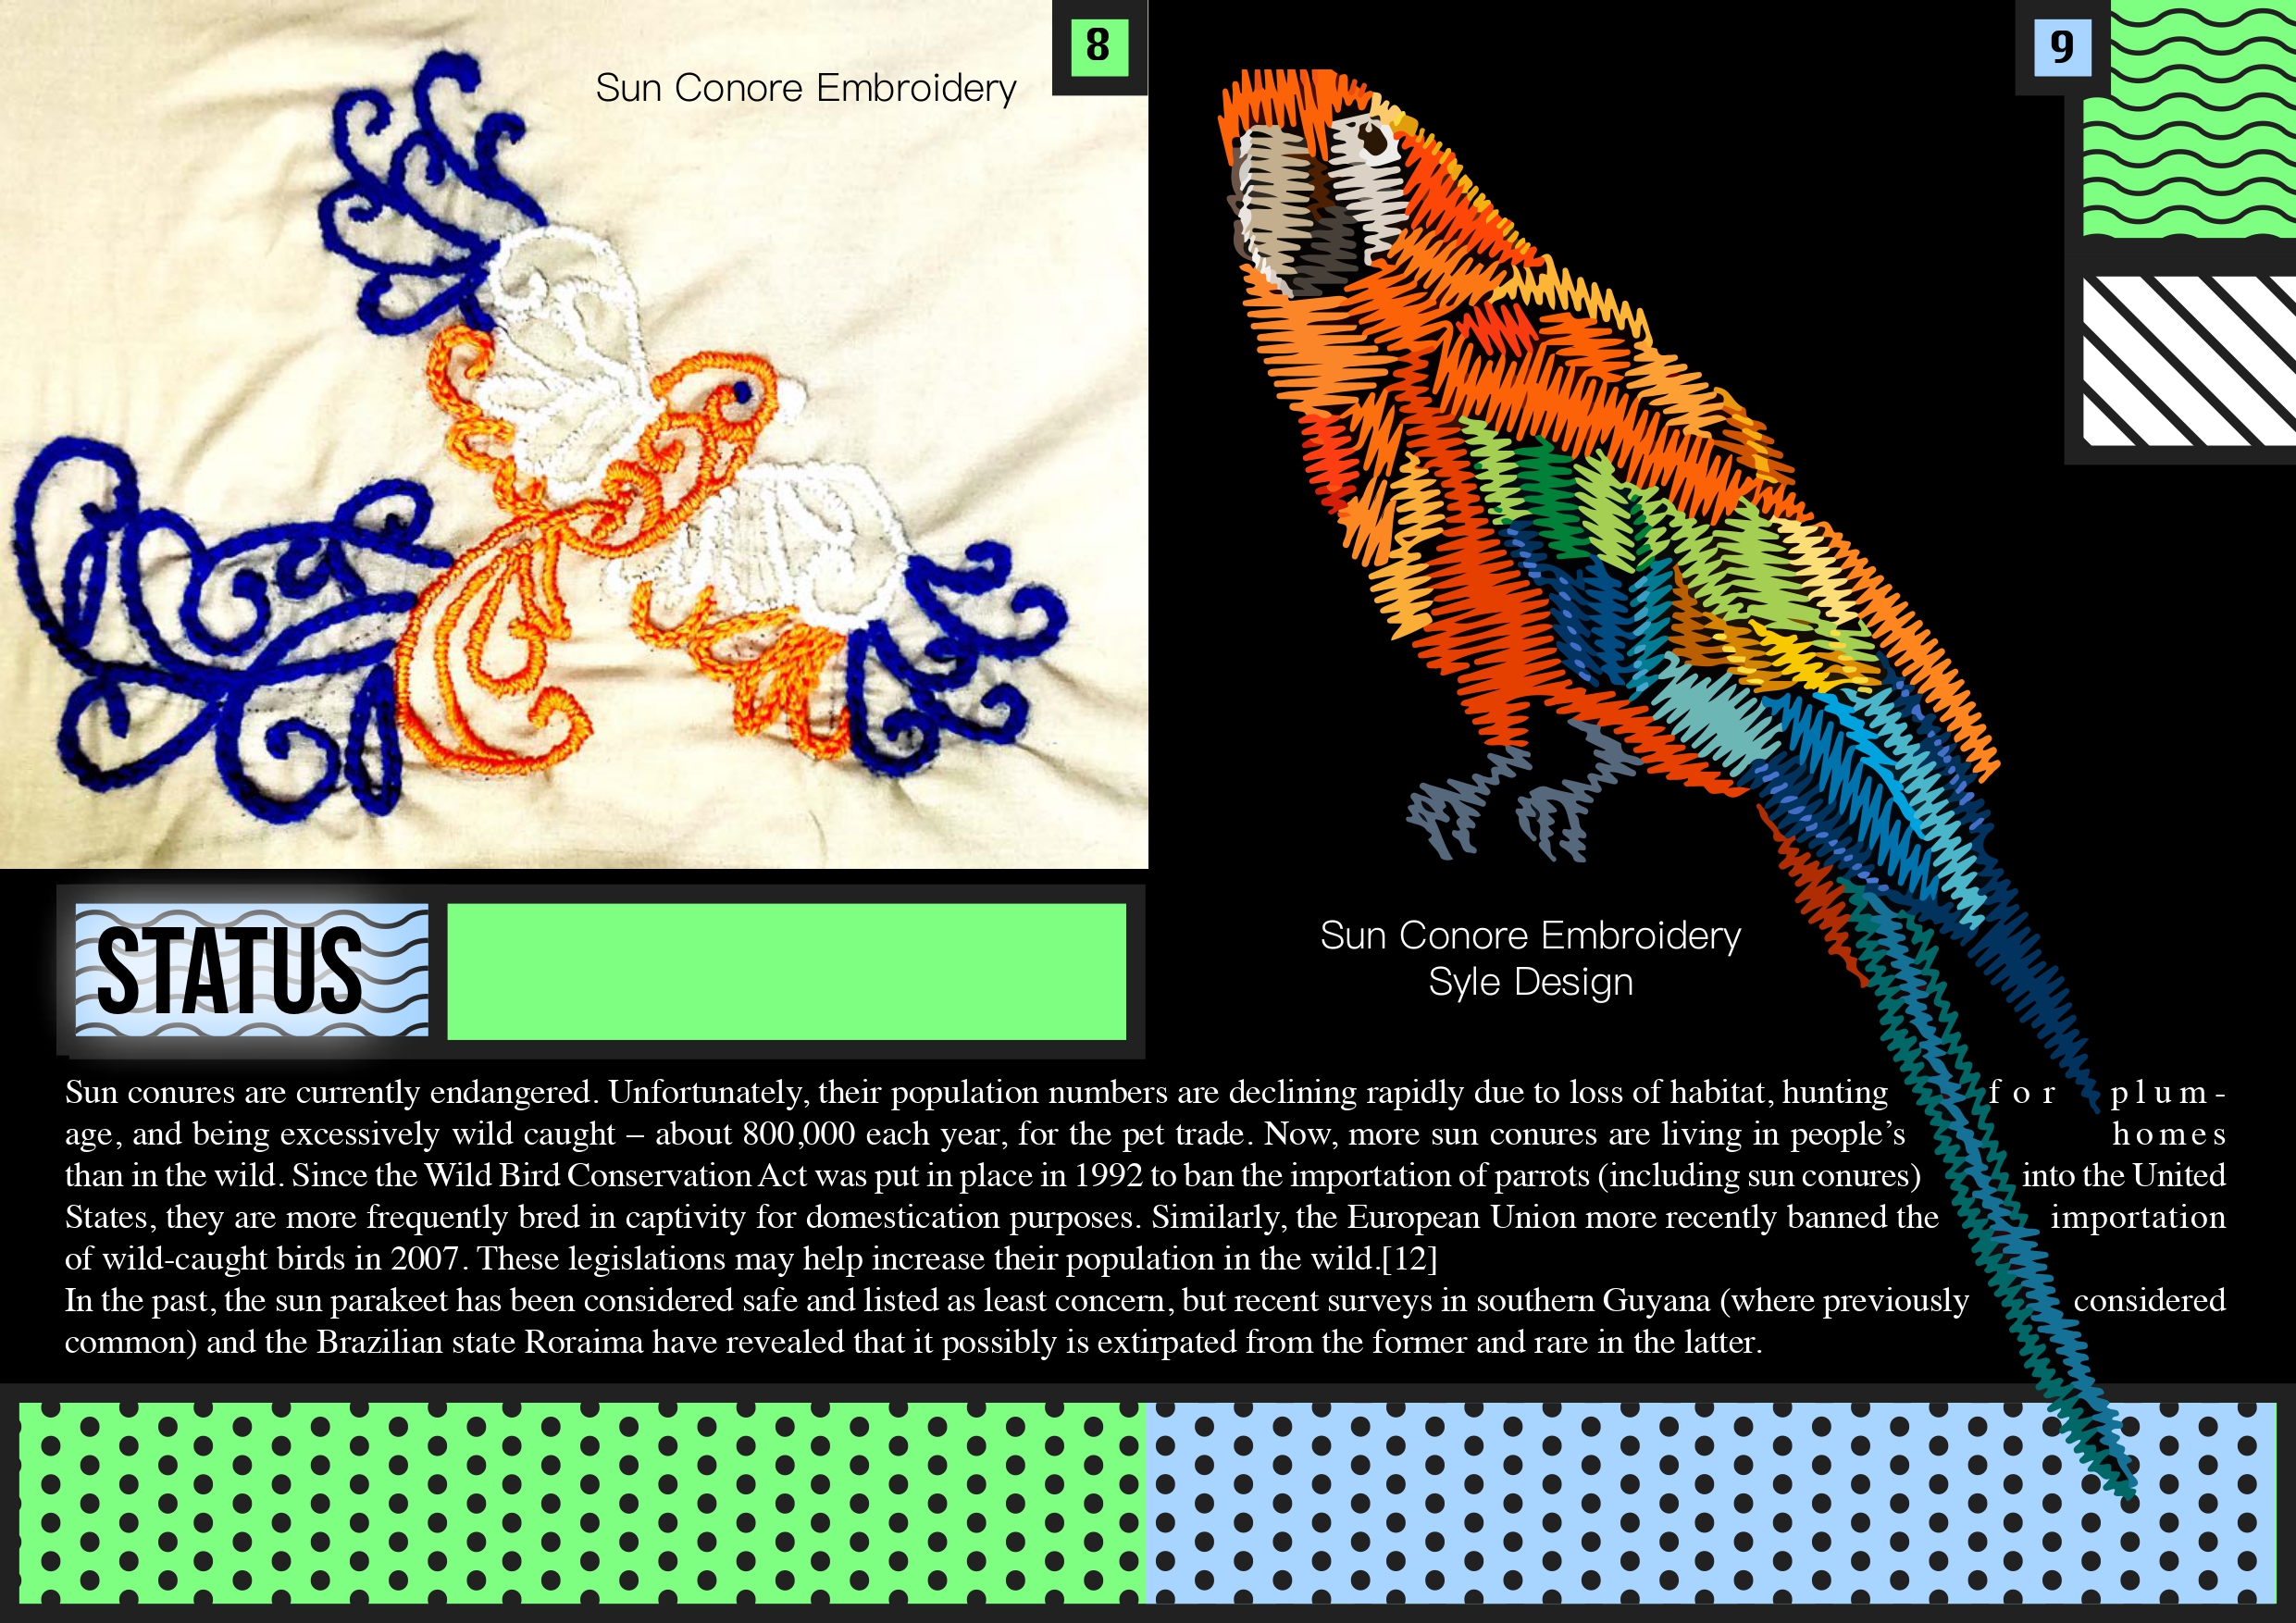 8
Sun Conore Embroidery
9
Sun Conore Embroidery
Syle Design
STATUS
Sun conures are currently endangered. Unfortunately, their population numbers are declining rapidly due to loss of habitat, hunting for plum-
age, and being excessively wild caught – about 800,000 each year, for the pet trade. Now, more sun conures are living in people’s homes
than in the wild. Since the Wild Bird Conservation Act was put in place in 1992 to ban the importation of parrots (including sun conures) into the United
States, they are more frequently bred in captivity for domestication purposes. Similarly, the European Union more recently banned the importation
of wild-caught birds in 2007. These legislations may help increase their population in the wild.[12]
In the past, the sun parakeet has been considered safe and listed as least concern, but recent surveys in southern Guyana (where previously considered
common) and the Brazilian state Roraima have revealed that it possibly is extirpated from the former and rare in the latter.